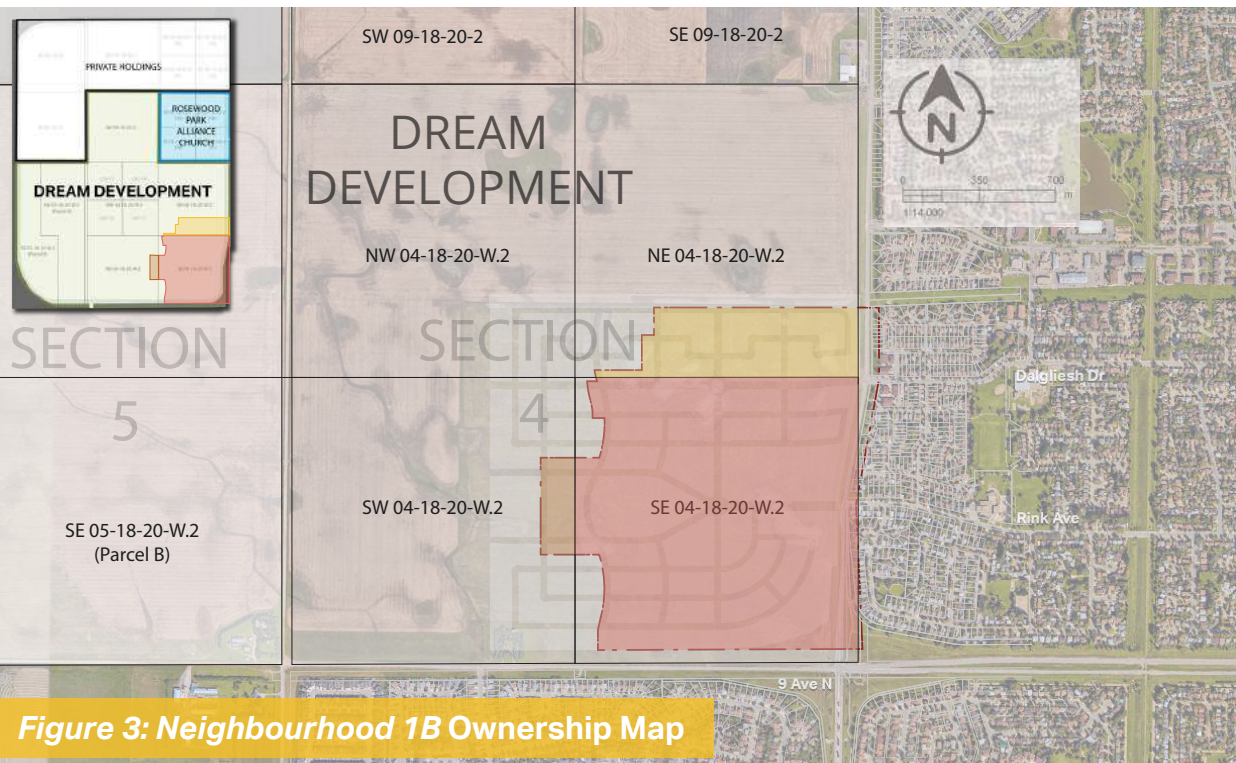 PRIVATE HOLDINGS
ROSEWOOD
PARK
ALLIANCE
CHURCH
DREAM DEVELOPMENT
SW 09-18-20-2
SE 09-18-20-2
N
0 350 700
m
1:14,000
DREAM
DEVELOPMENT
NW 04-18-20-W.2
NE 04-18-20-W.2
SECTION
5
SECTION
4
Dalgliesh Dr
SE 05-18-20-W.2
(Parcel B)
SW 04-18-20-W.2
SE 04-18-20-W.2
Rink Ave
9 Ave N
Figure 3: Neighbourhood 1B Ownership Map